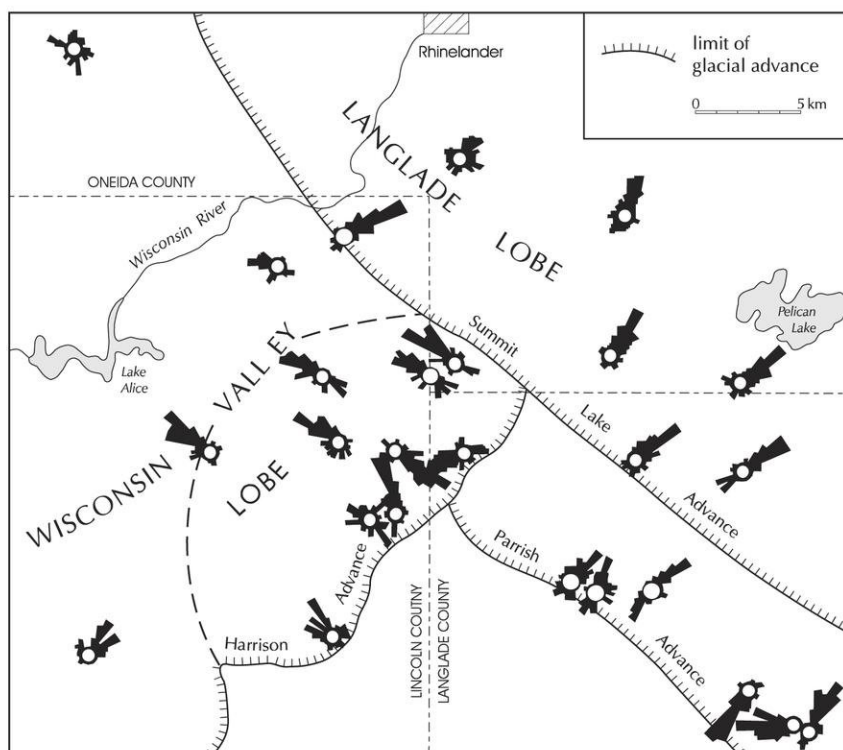 Rhinelander
limit of
glacial advance
0 5 km
LANGLADE
LOBE
ONEIDA COUNTY
Wisconsin River
Summit
Lake
Advance
Pelican
Lake
Lake
Alice
WISCONSIN VALLEY
LOBE
Parrish
Advance
Harrison
Advance
LINCOLN COUTNY
LANGLADE COUNTY